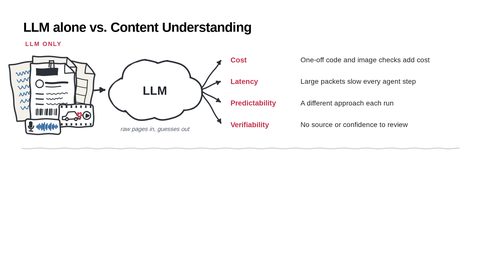 LLM alone vs. Content Understanding
LLM ONLY
LLM
raw pages in, guesses out
Cost One-off code and image checks add cost
Latency Large packets slow every agent step
Predictability A different approach each run
Verifiability No source or confidence to review